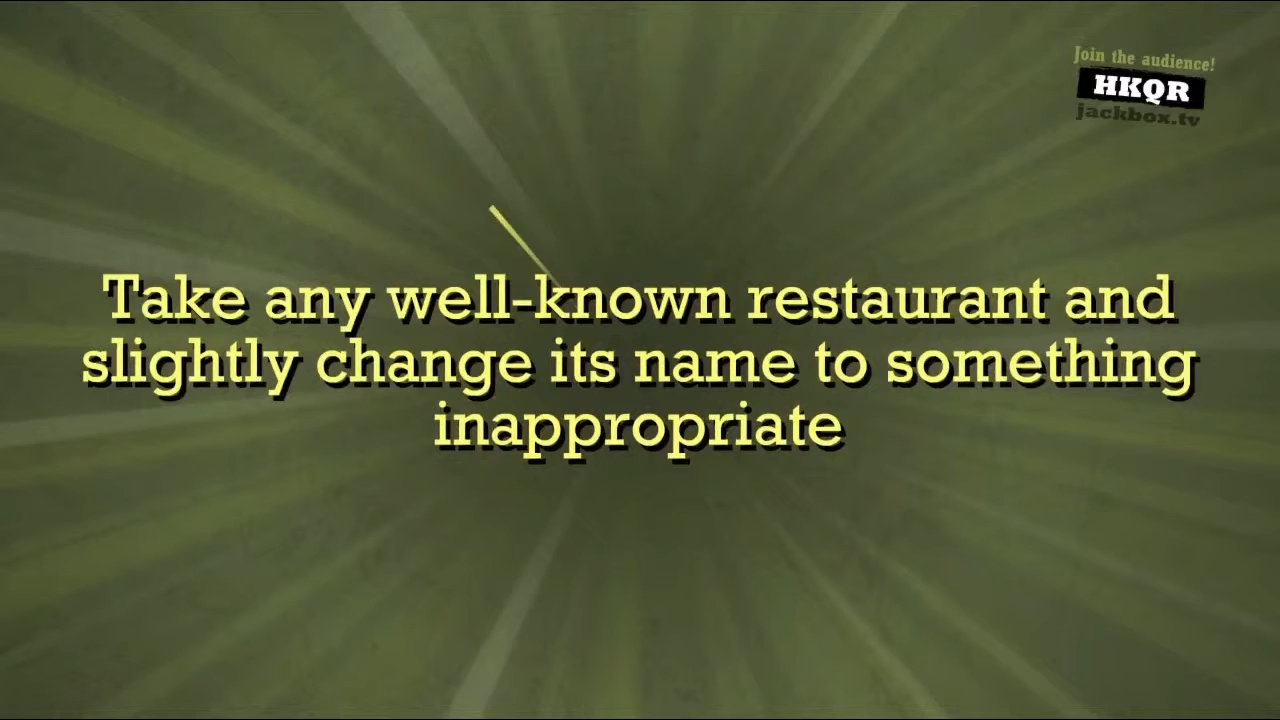 Join the audience!
HKQR
jackbox.tv
Take any well-known restaurant and
slightly change its name to something
inappropriate